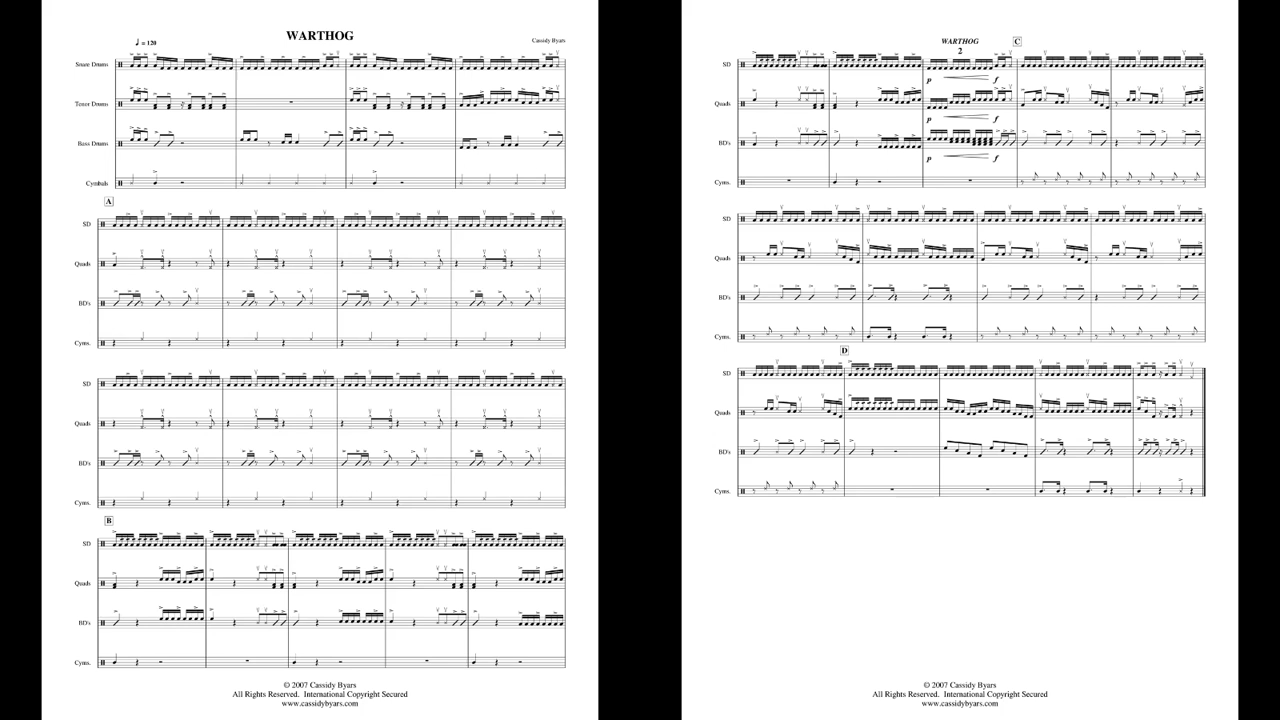 WARTHOG
Cassidy Byars
♩ = 120
Snare Drums
Tenor Drums
Bass Drums
Cymbals
A
SD
Quads
BD's
Cyms.
SD
Quads
BD's
Cyms.
B
SD
Quads
BD's
Cyms.
© 2007 Cassidy Byars
All Rights Reserved. International Copyright Secured
www.cassidybyars.com
WARTHOG
2
C
SD
p f
Quads
p f
BD's
p f
Cyms.
SD
Quads
BD's
Cyms.
D
SD
Quads
BD's
Cyms.
© 2007 Cassidy Byars
All Rights Reserved. International Copyright Secured
www.cassidybyars.com